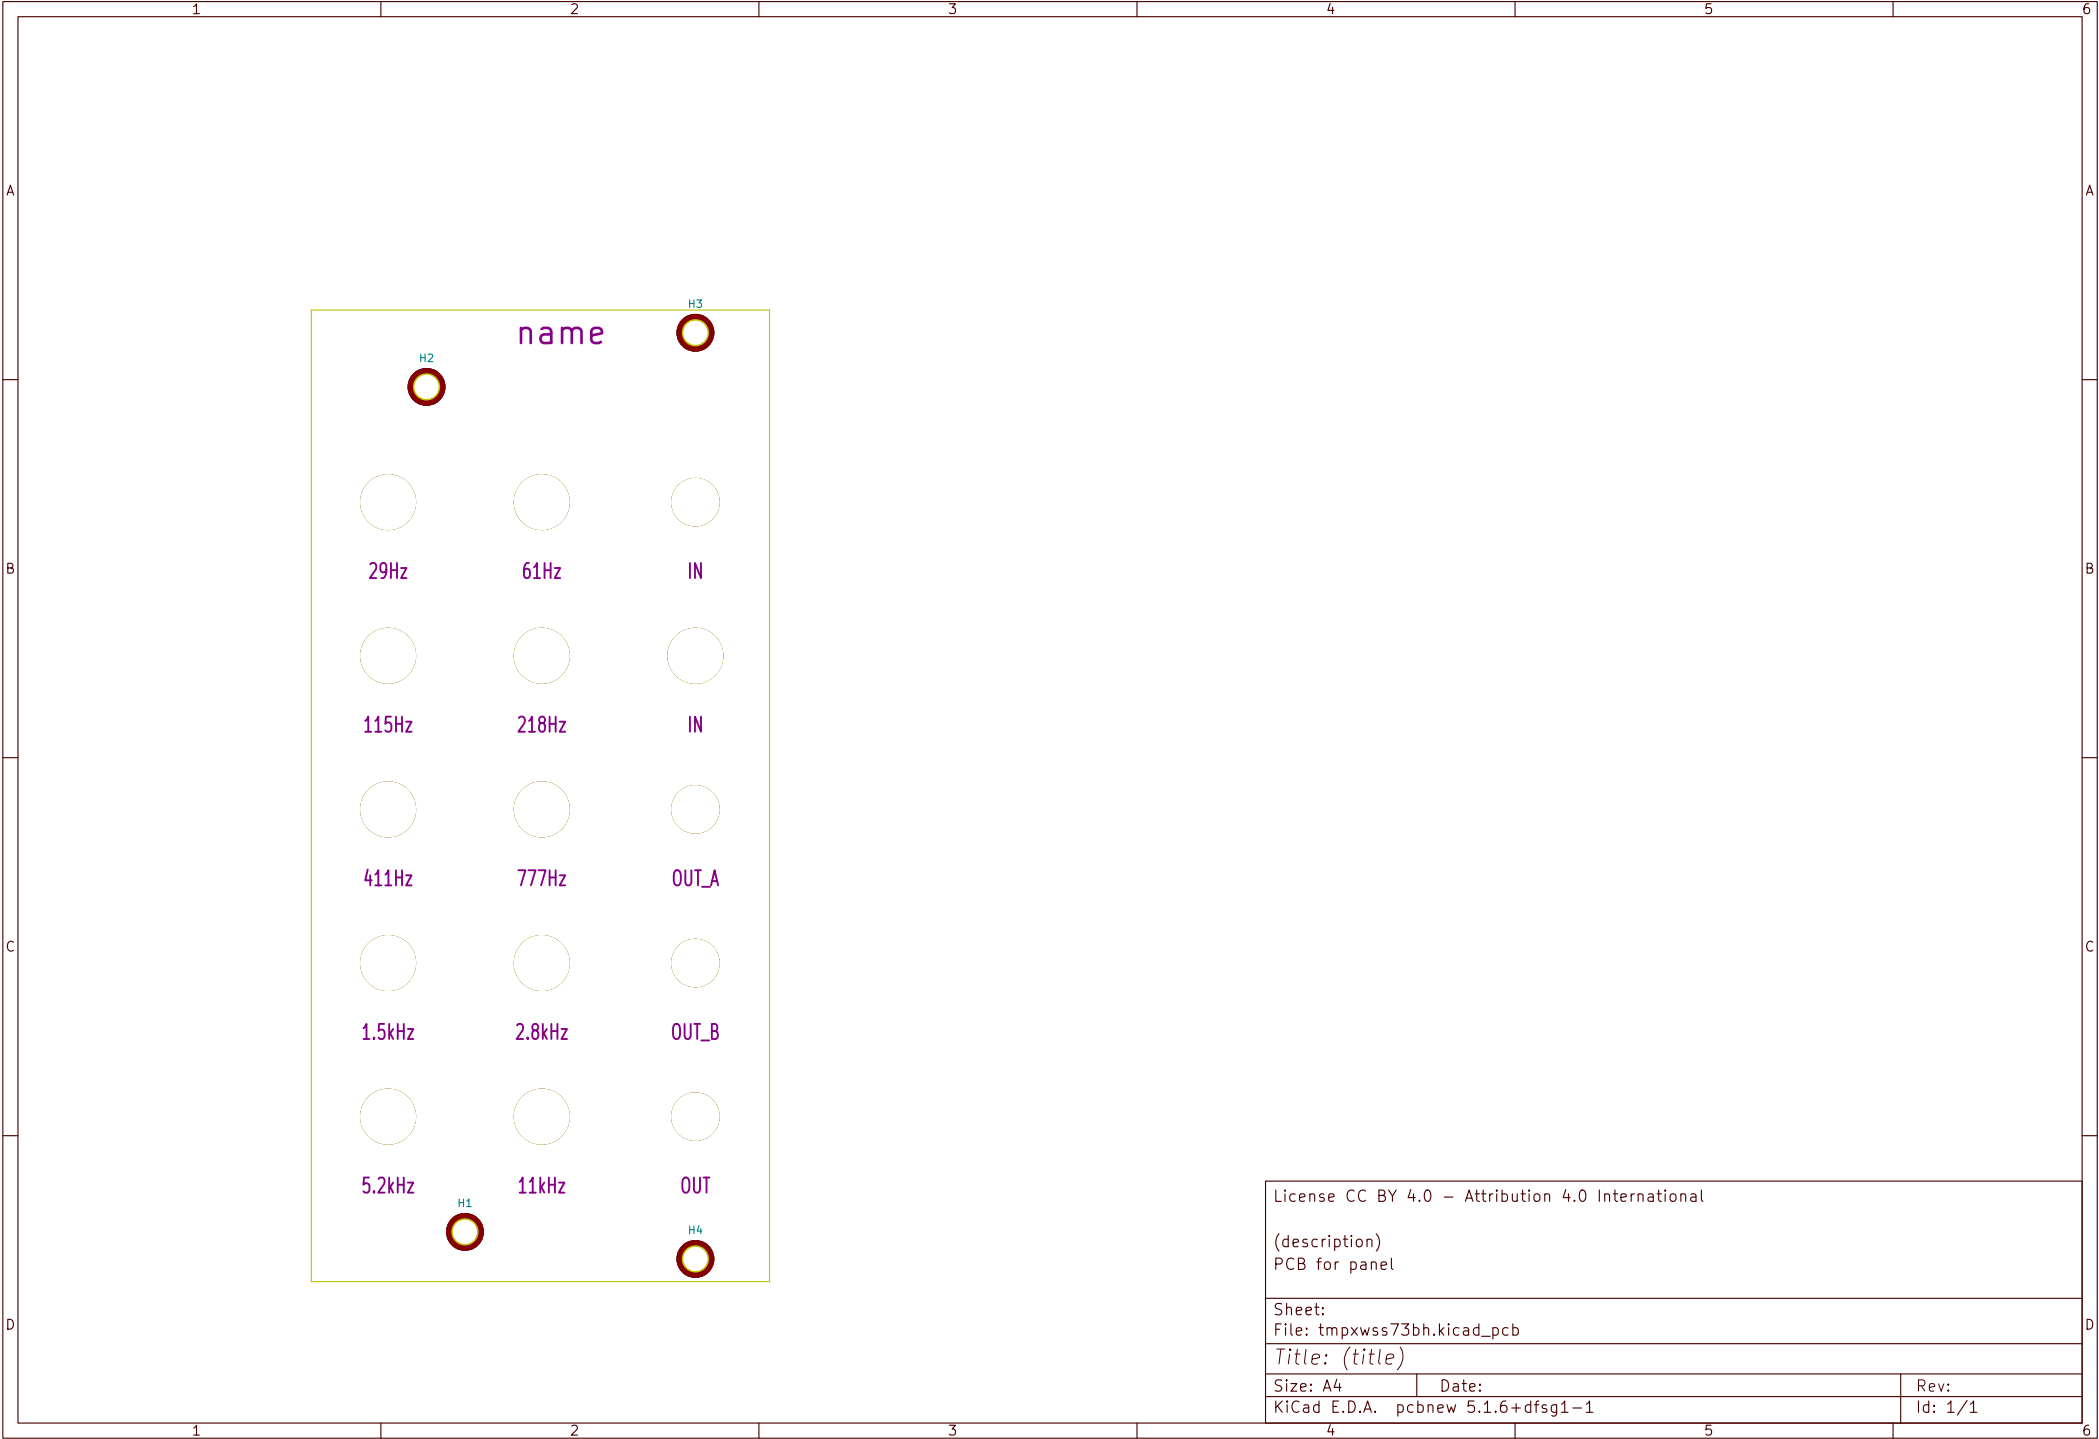 1 2 3 4 5 6
A A
H3
name
H2
29Hz 61Hz IN
B B
115Hz 218Hz IN
411Hz 777Hz OUT_A
C C
1.5kHz 2.8kHz OUT_B
5.2kHz 11kHz OUT
H1
H4
License CC BY 4.0 - Attribution 4.0 International
(description)
PCB for panel
Sheet:
D D
File: tmpxwss73bh.kicad_pcb
Title: (title)
Size: A4 Date: Rev:
KiCad E.D.A. pcbnew 5.1.6+dfsg1-1 Id: 1/1
1 2 3 4 5 6